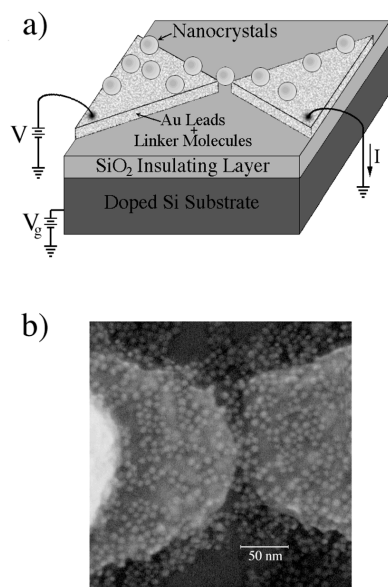 a)
Nanocrystals
V
Au Leads
+
Linker Molecules
I
SiO2 Insulating Layer
Doped Si Substrate
Vg
b)
50 nm